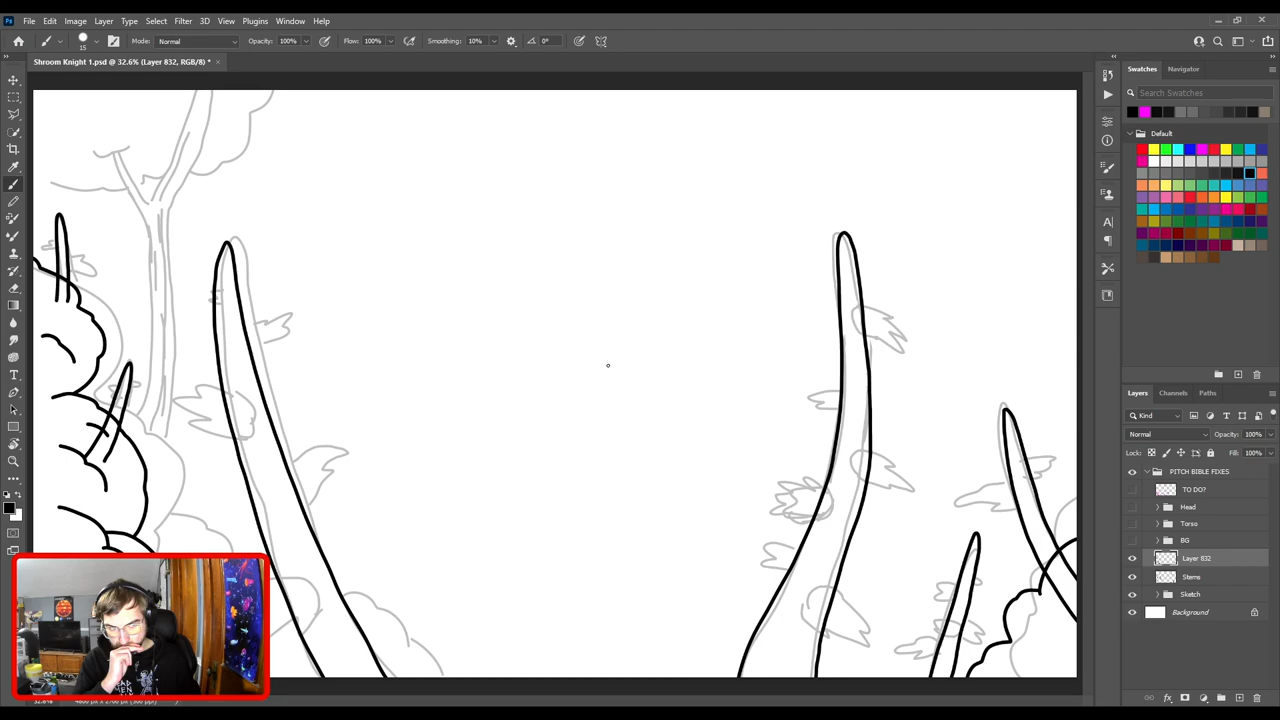 Ps File Edit Image Layer Type Select Filter 3D View Plugins Window Help
15 Mode: Normal Opacity: 100% Flow: 100% Smoothing: 10% 0°
Shroom Knight 1.psd @ 32.6% (Layer 832, RGB/8) *
Swatches Navigator
Search Swatches
Default
Layers Channels Paths
Kind
Normal Opacity: 100%
Lock: Fill: 100%
PITCH BIBLE FIXES
TO DO?
Head
Torso
BG
Layer 832
Stems
Sketch
Background